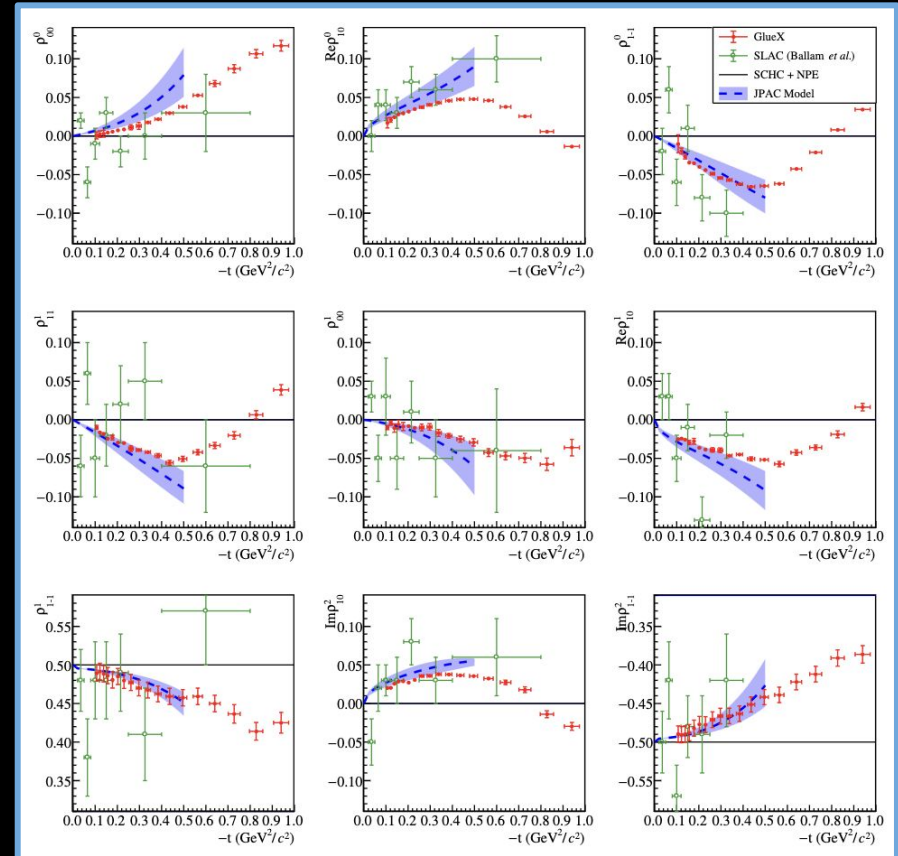 ρ⁰₀₀
0.10
0.05
0.00
−0.05
−0.10
0.0 0.1 0.2 0.3 0.4 0.5 0.6 0.7 0.8 0.9 1.0
−t (GeV²/c²)
Reρ⁰₁₀
0.10
0.05
0.00
−0.05
−0.10
0.0 0.1 0.2 0.3 0.4 0.5 0.6 0.7 0.8 0.9 1.0
−t (GeV²/c²)
ρ⁰₁₋₁
GlueX
SLAC (Ballam et al.)
SCHC + NPE
JPAC Model
0.10
0.05
0.00
−0.05
−0.10
0.0 0.1 0.2 0.3 0.4 0.5 0.6 0.7 0.8 0.9 1.0
−t (GeV²/c²)
ρ¹₁₁
0.10
0.05
0.00
−0.05
−0.10
0.0 0.1 0.2 0.3 0.4 0.5 0.6 0.7 0.8 0.9 1.0
−t (GeV²/c²)
ρ¹₀₀
0.10
0.05
0.00
−0.05
−0.10
0.0 0.1 0.2 0.3 0.4 0.5 0.6 0.7 0.8 0.9 1.0
−t (GeV²/c²)
Reρ¹₁₀
0.10
0.05
0.00
−0.05
−0.10
0.0 0.1 0.2 0.3 0.4 0.5 0.6 0.7 0.8 0.9 1.0
−t (GeV²/c²)
ρ¹₁₋₁
0.55
0.50
0.45
0.40
0.35
0.0 0.1 0.2 0.3 0.4 0.5 0.6 0.7 0.8 0.9 1.0
−t (GeV²/c²)
Imρ²₁₀
0.10
0.05
0.00
−0.05
−0.10
0.0 0.1 0.2 0.3 0.4 0.5 0.6 0.7 0.8 0.9 1.0
−t (GeV²/c²)
Imρ²₁₋₁
−0.40
−0.45
−0.50
−0.55
0.0 0.1 0.2 0.3 0.4 0.5 0.6 0.7 0.8 0.9 1.0
−t (GeV²/c²)